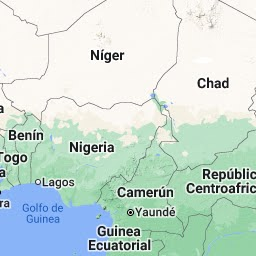 Níger
Chad
Benín
Nigeria
Togo
Lagos
República
Centroafric
Camerún
Golfo de
Guinea
Yaundé
Guinea
Ecuatorial